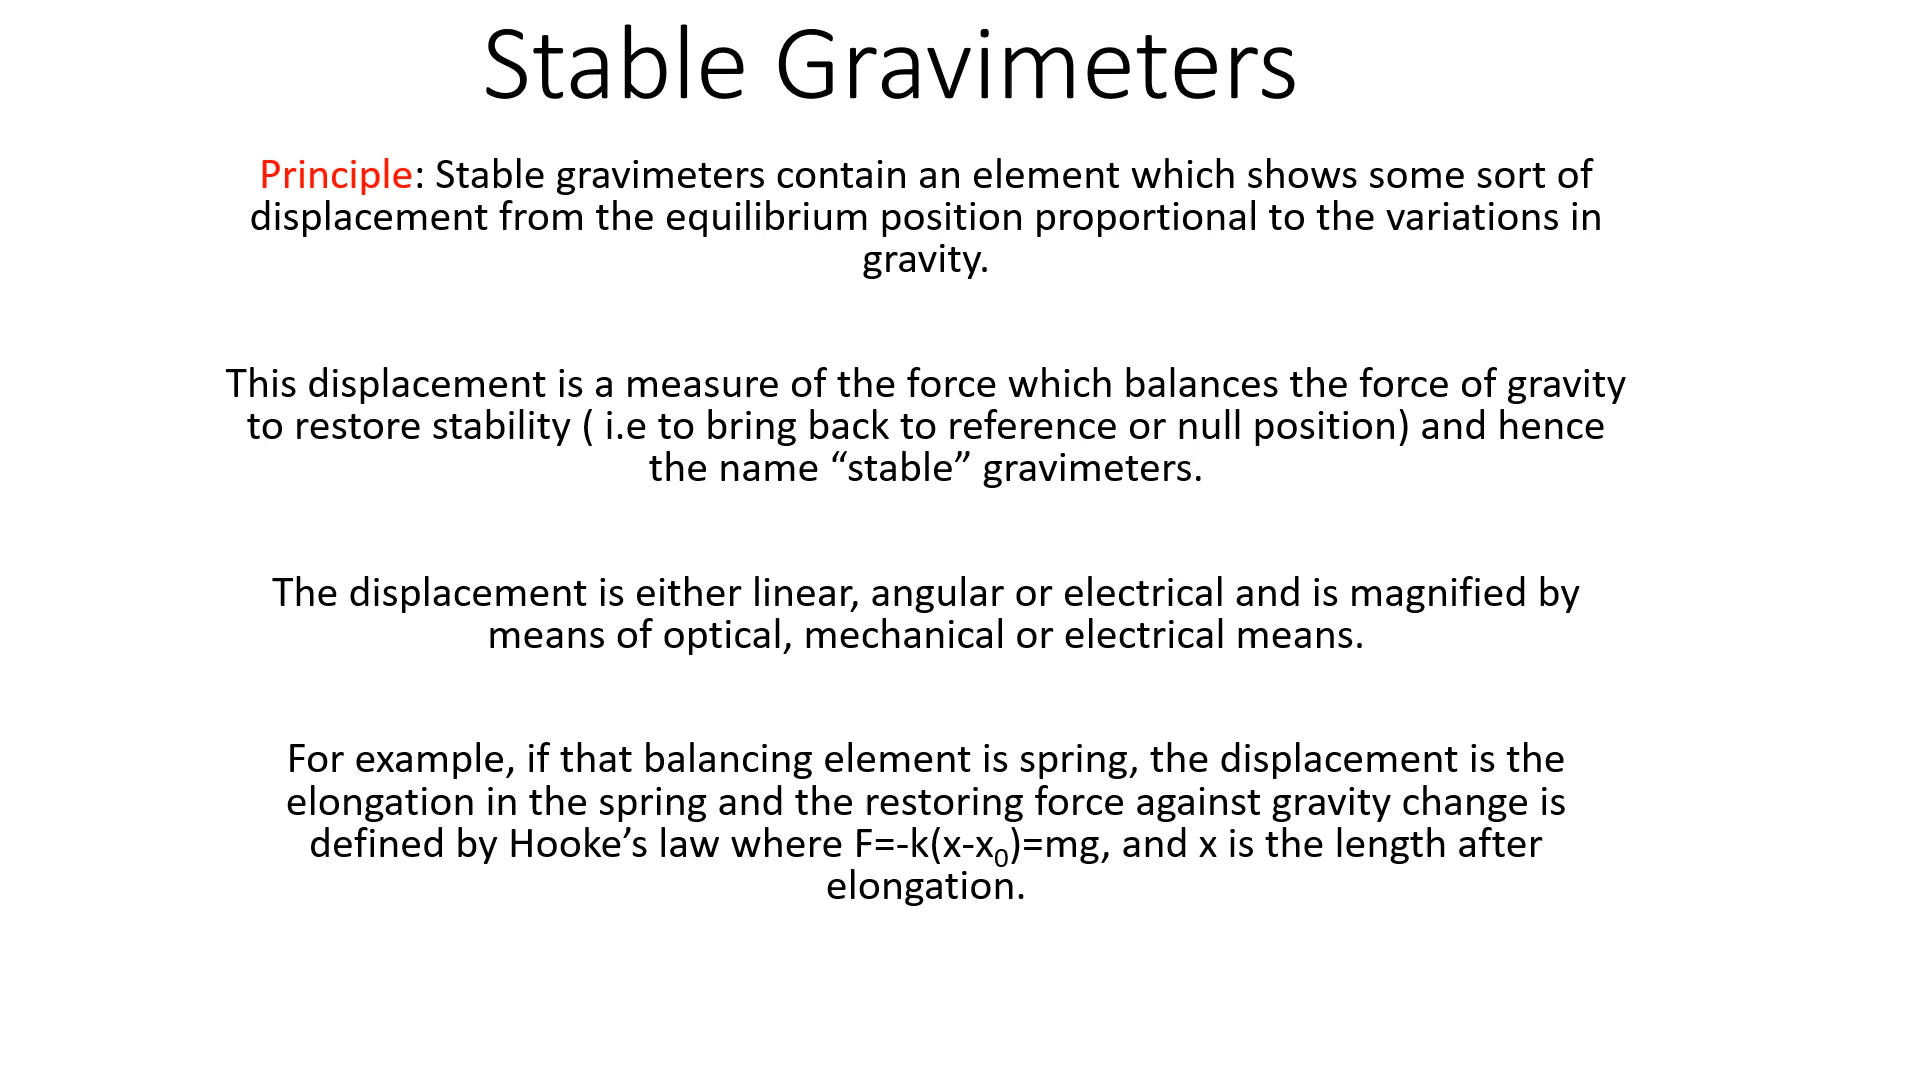 Stable Gravimeters
Principle: Stable gravimeters contain an element which shows some sort of
displacement from the equilibrium position proportional to the variations in
gravity.
This displacement is a measure of the force which balances the force of gravity
to restore stability ( i.e to bring back to reference or null position) and hence
the name “stable” gravimeters.
The displacement is either linear, angular or electrical and is magnified by
means of optical, mechanical or electrical means.
For example, if that balancing element is spring, the displacement is the
elongation in the spring and the restoring force against gravity change is
defined by Hooke’s law where F=-k(x-x₀)=mg, and x is the length after
elongation.